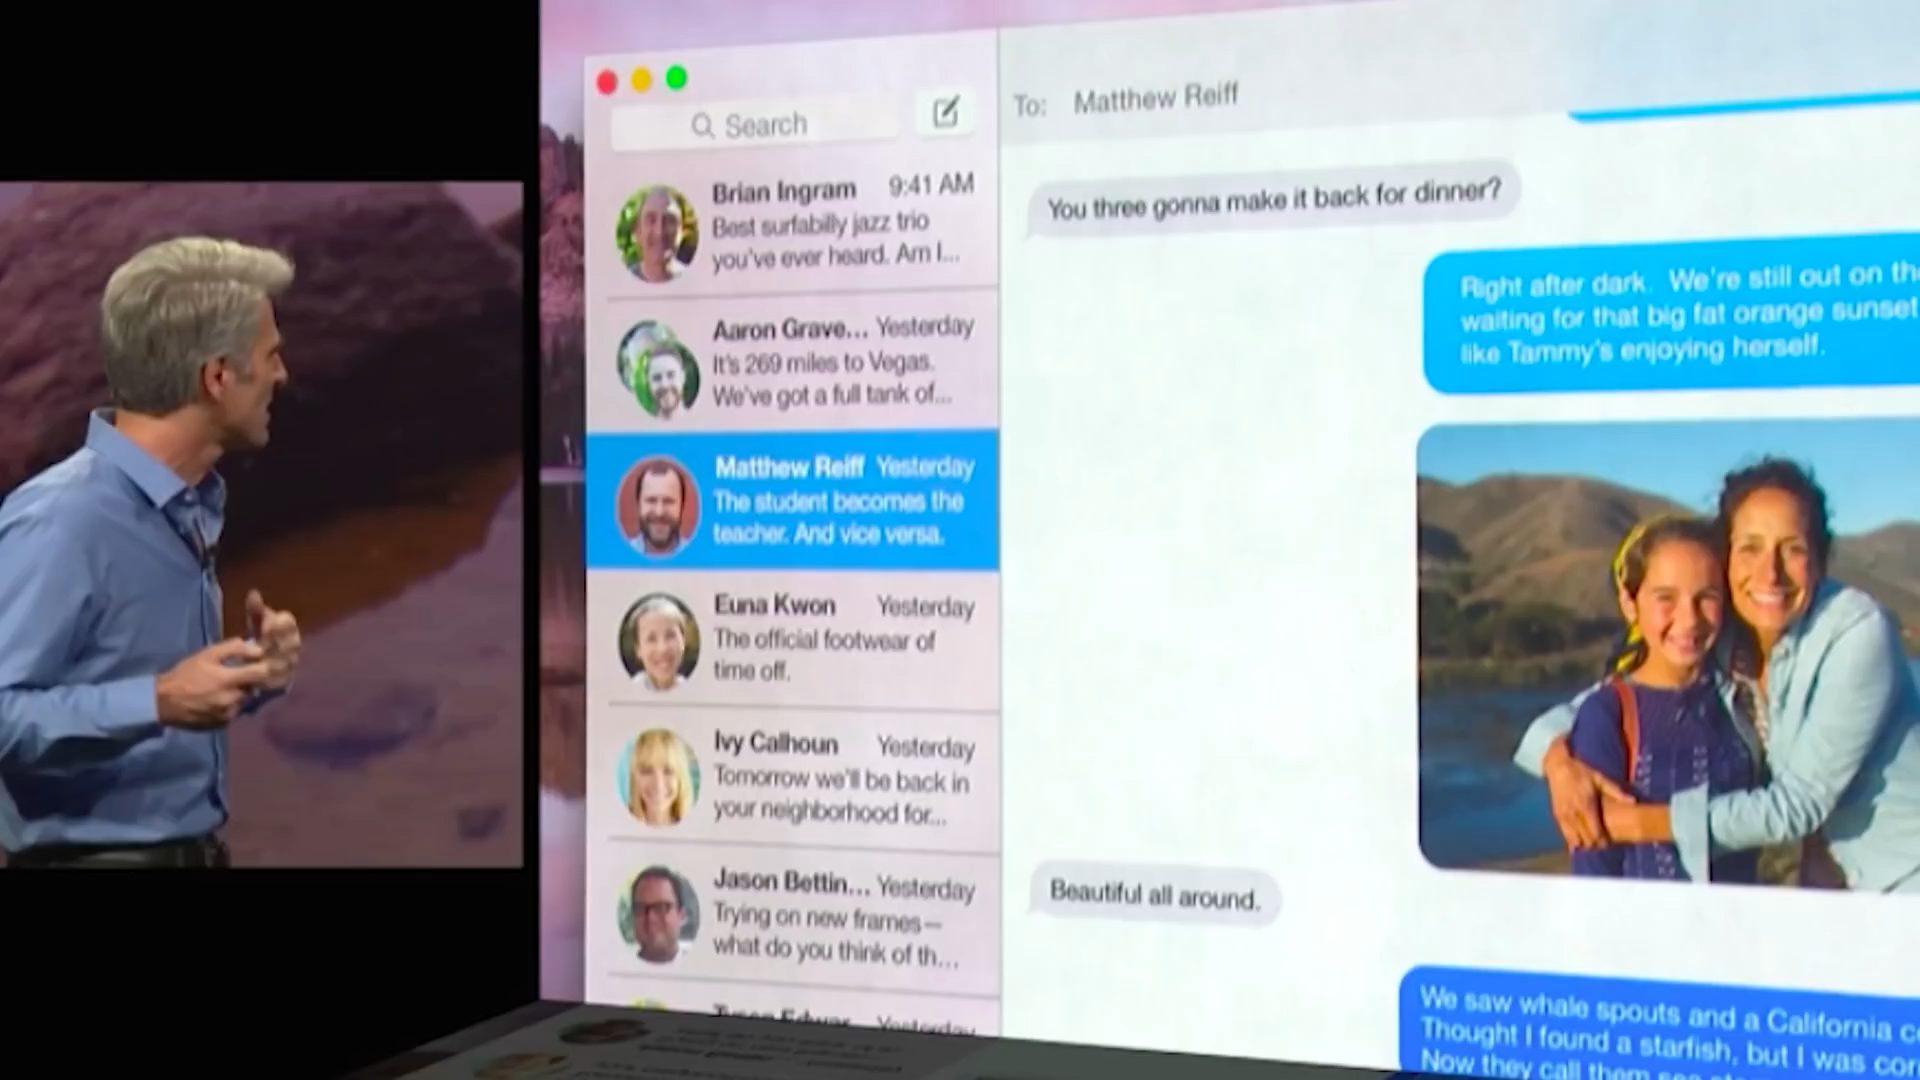 Search
To: Matthew Reiff
Brian Ingram 9:41 AM
Best surfabilly jazz trio
you've ever heard. Am I...
Aaron Grave... Yesterday
It's 269 miles to Vegas.
We've got a full tank of...
Matthew Reiff Yesterday
The student becomes the
teacher. And vice versa.
Euna Kwon Yesterday
The official footwear of
time off.
Ivy Calhoun Yesterday
Tomorrow we'll be back in
your neighborhood for...
Jason Bettin... Yesterday
Trying on new frames—
what do you think of th...
Yesterday
You three gonna make it back for dinner?
Right after dark. We're still out on the
waiting for that big fat orange sunset
like Tammy's enjoying herself.
Beautiful all around.
We saw whale spouts and a California
Thought I found a starfish, but I was
Now they call them